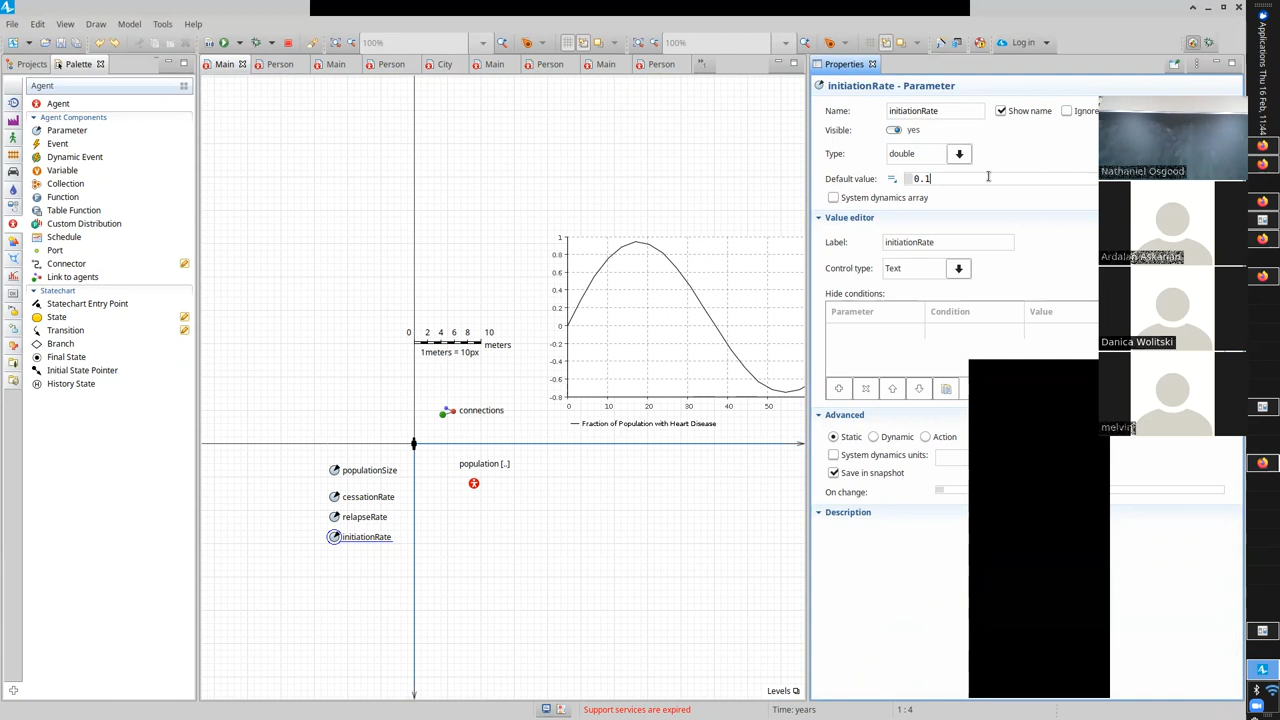 File Edit View Draw Model Tools Help
100% 100% Log in
Projects Palette
Main Person Main Person City Main Person Main Person
Properties
Agent
Agent
Agent Components
Parameter
Event
Dynamic Event
Variable
Collection
Function
Table Function
Custom Distribution
Schedule
Port
Connector
Link to agents
Statechart
Statechart Entry Point
State
Transition
Branch
Final State
Initial State Pointer
History State
0 2 4 6 8 10
meters
1meters = 10px
connections
populationSize
cessationRate
relapseRate
initiationRate
population [..]
1
0.8
0.6
0.4
0.2
0
-0.2
-0.4
-0.6
-0.8
0 10 20 30 40 50
Fraction of Population with Heart Disease
Levels
initiationRate - Parameter
Name: initiationRate Show name Ignore
Visible: yes
Type: double
Default value: 0.1
System dynamics array
Value editor
Label: initiationRate
Control type: Text
Hide conditions:
Parameter Condition Value
Advanced
Static Dynamic Action
System dynamics units:
Save in snapshot
On change:
Description
Nathaniel Osgood
Ardalan Askarian
Danica Wolitski
melvin
Applications Thu 16 Feb, 11:44
Support services are expired
Time: years
1 : 4